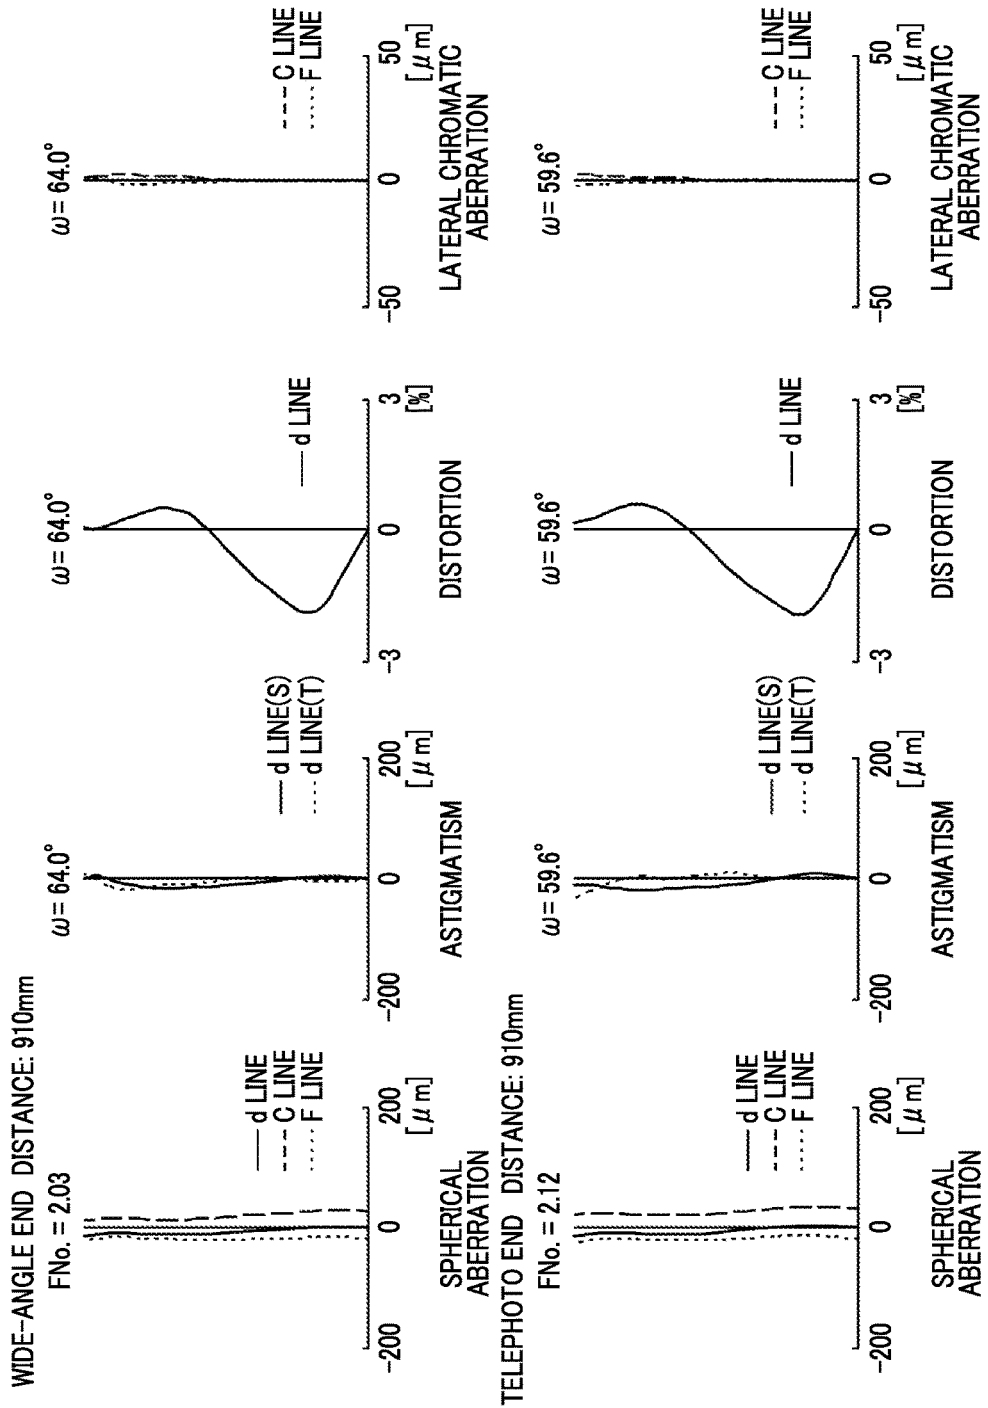 WIDE-ANGLE END DISTANCE: 910mm
FNo. = 2.03
d LINE
C LINE
F LINE
-200
0
200
[μm]
SPHERICAL
ABERRATION
ω= 64.0°
d LINE(S)
d LINE(T)
-200
0
200
[μm]
ASTIGMATISM
ω= 64.0°
d LINE
-3
0
3
[%]
DISTORTION
ω= 64.0°
C LINE
F LINE
-50
0
50
[μm]
LATERAL CHROMATIC
ABERRATION
TELEPHOTO END DISTANCE: 910mm
FNo. = 2.12
d LINE
C LINE
F LINE
-200
0
200
[μm]
SPHERICAL
ABERRATION
ω= 59.6°
d LINE(S)
d LINE(T)
-200
0
200
[μm]
ASTIGMATISM
ω= 59.6°
d LINE
-3
0
3
[%]
DISTORTION
ω= 59.6°
C LINE
F LINE
-50
0
50
[μm]
LATERAL CHROMATIC
ABERRATION